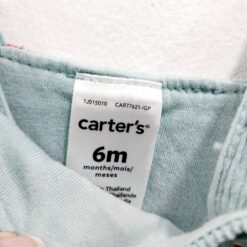 1J015010 CAR77621-IGP
carter's®
6m
months/mois/
meses
Thailand